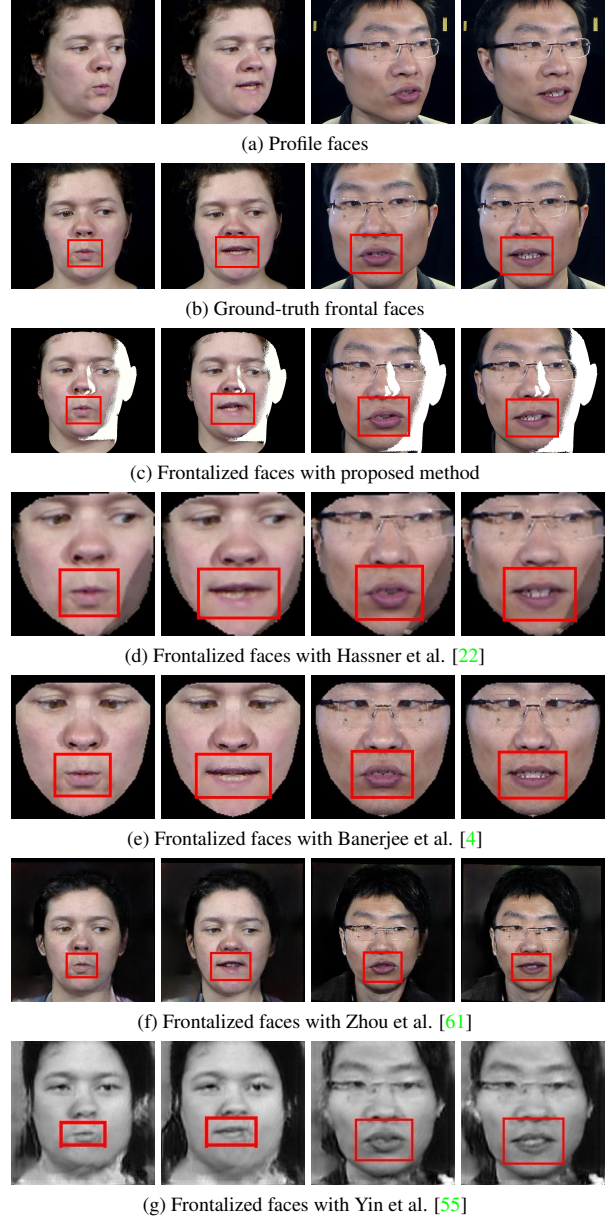 (a) Profile faces
(b) Ground-truth frontal faces
(c) Frontalized faces with proposed method
(d) Frontalized faces with Hassner et al. [22]
(e) Frontalized faces with Banerjee et al. [4]
(f) Frontalized faces with Zhou et al. [61]
(g) Frontalized faces with Yin et al. [55]